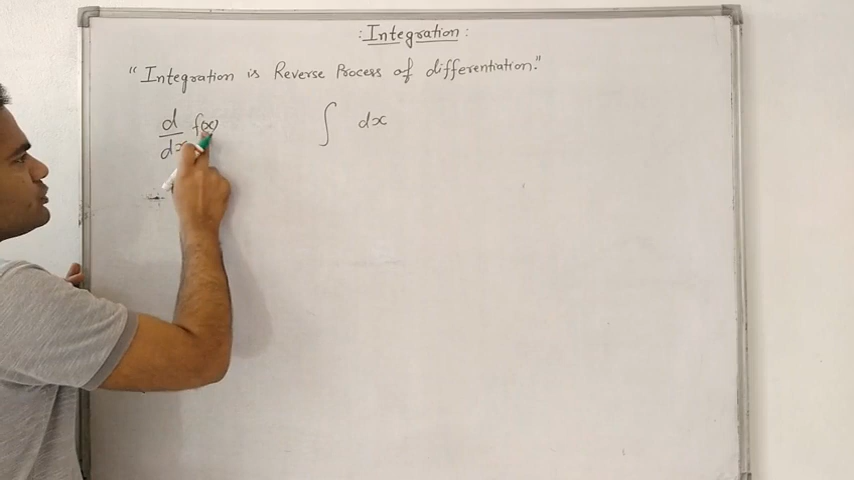 : Integration :
"Integration is Reverse Process of differentiation."
d/dx f(x) ∫ dx